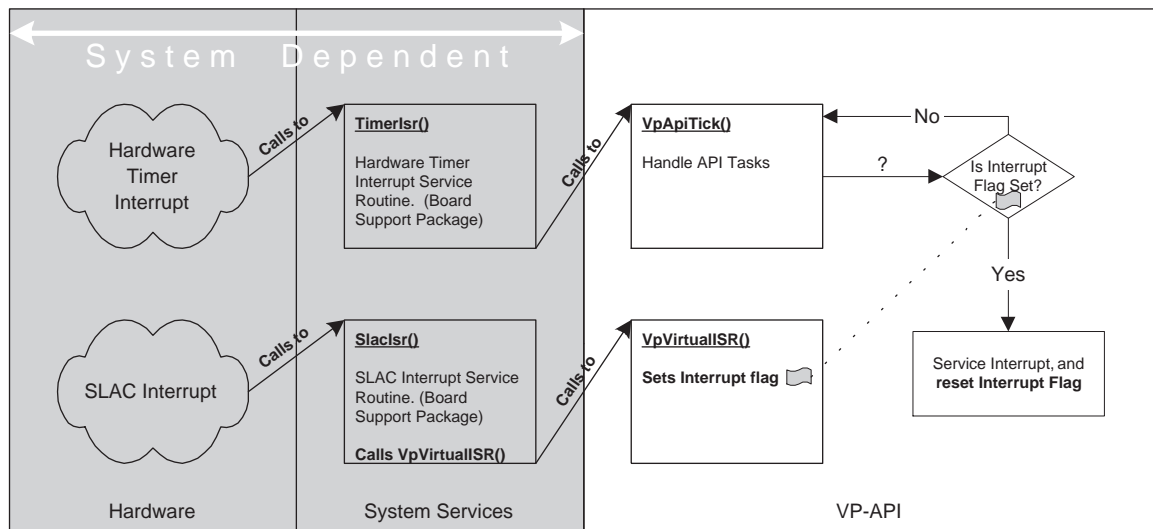 System Dependent
Hardware
Timer
Interrupt
Calls to
TimerIsr()
Hardware Timer
Interrupt Service
Routine. (Board
Support Package)
Calls to
VpApiTick()
Handle API Tasks
?
No
Is Interrupt
Flag Set?
Yes
Service Interrupt, and
reset Interrupt Flag
SLAC Interrupt
Calls to
SlacIsr()
SLAC Interrupt Service
Routine. (Board
Support Package)
Calls VpVirtualISR()
Calls to
VpVirtualISR()
Sets Interrupt flag
Hardware
System Services
VP-API